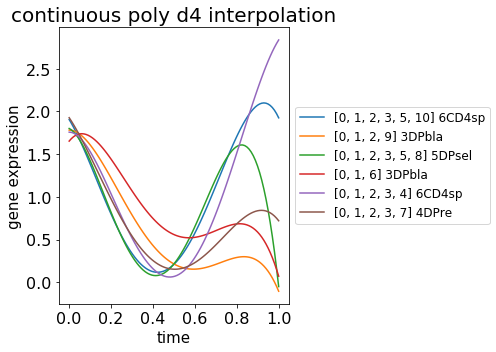 continuous poly d4 interpolation
gene expression
2.5
2.0
1.5
1.0
0.5
0.0
0.0 0.2 0.4 0.6 0.8 1.0
time
[0, 1, 2, 3, 5, 10] 6CD4sp
[0, 1, 2, 9] 3DPbla
[0, 1, 2, 3, 5, 8] 5DPsel
[0, 1, 6] 3DPbla
[0, 1, 2, 3, 4] 6CD4sp
[0, 1, 2, 3, 7] 4DPre